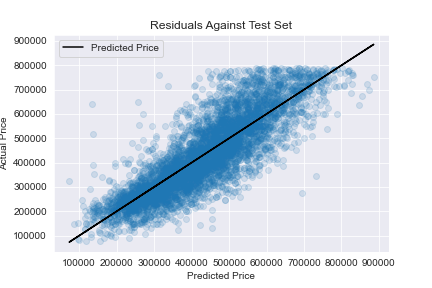 Residuals Against Test Set
Predicted Price
900000
800000
700000
600000
500000
400000
300000
200000
100000
Actual Price
100000 200000 300000 400000 500000 600000 700000 800000 900000
Predicted Price